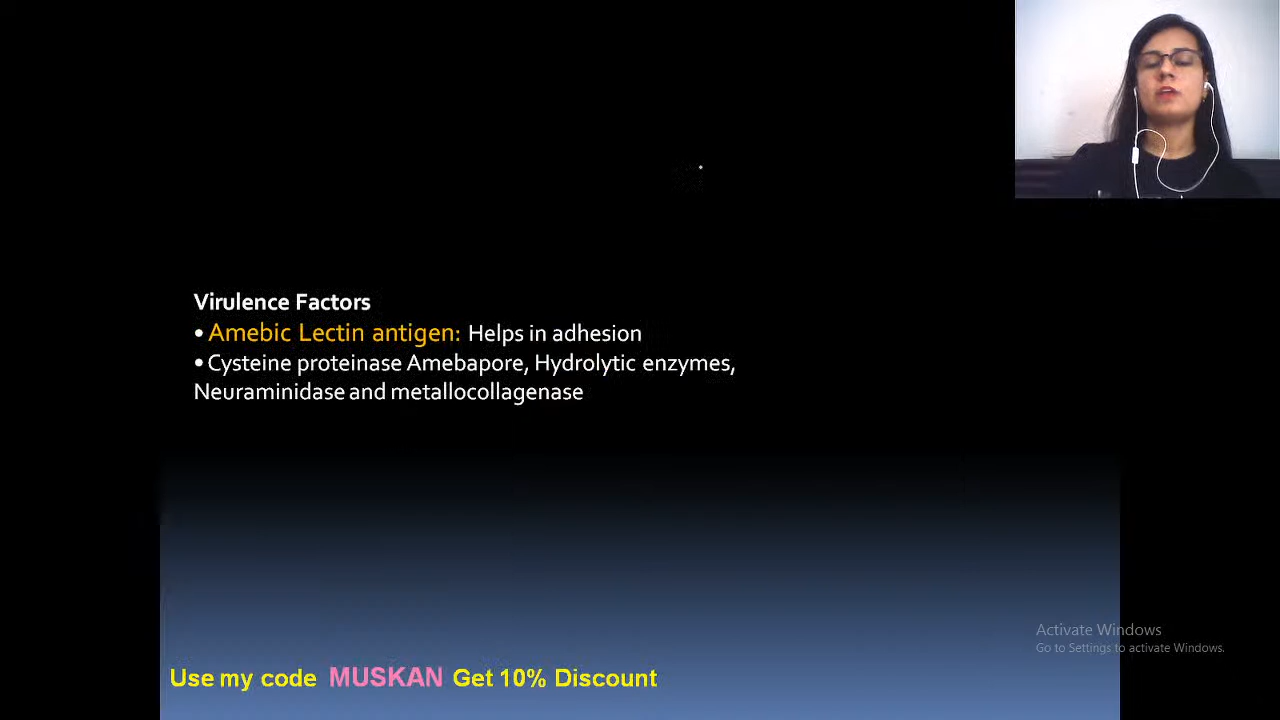 Virulence Factors
• Amebic Lectin antigen: Helps in adhesion
• Cysteine proteinase Amebapore, Hydrolytic enzymes,
Neuraminidase and metallocollagenase
Activate Windows
Go to Settings to activate Windows.
Use my code MUSKAN Get 10% Discount